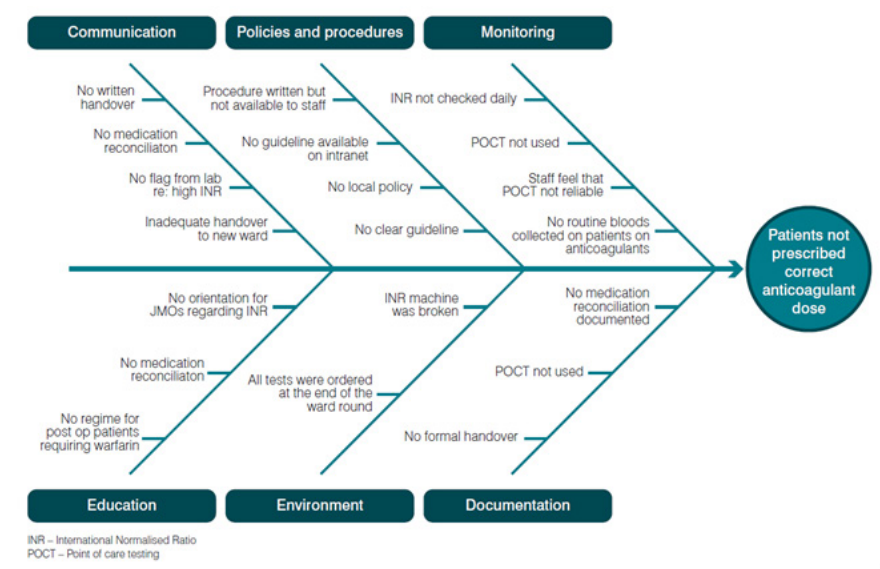 Communication
Policies and procedures
Monitoring
No written
handover
No medication
reconciliaton
No flag from lab
re: high INR
Inadequate handover
to new ward
Procedure written but
not available to staff
No guideline available
on intranet
No local policy
No clear guideline
INR not checked daily
POCT not used
Staff feel that
POCT not reliable
No routine bloods
collected on patients on
anticoagulants
Patients not
prescribed
correct
anticoagulant
dose
No orientation for
JMOs regarding INR
No medication
reconciliaton
No regime for
post op patients
requiring warfarin
INR machine
was broken
All tests were ordered
at the end of the
ward round
No medication
reconciliation
documented
POCT not used
No formal handover
Education
Environment
Documentation
INR – International Normalised Ratio
POCT – Point of care testing